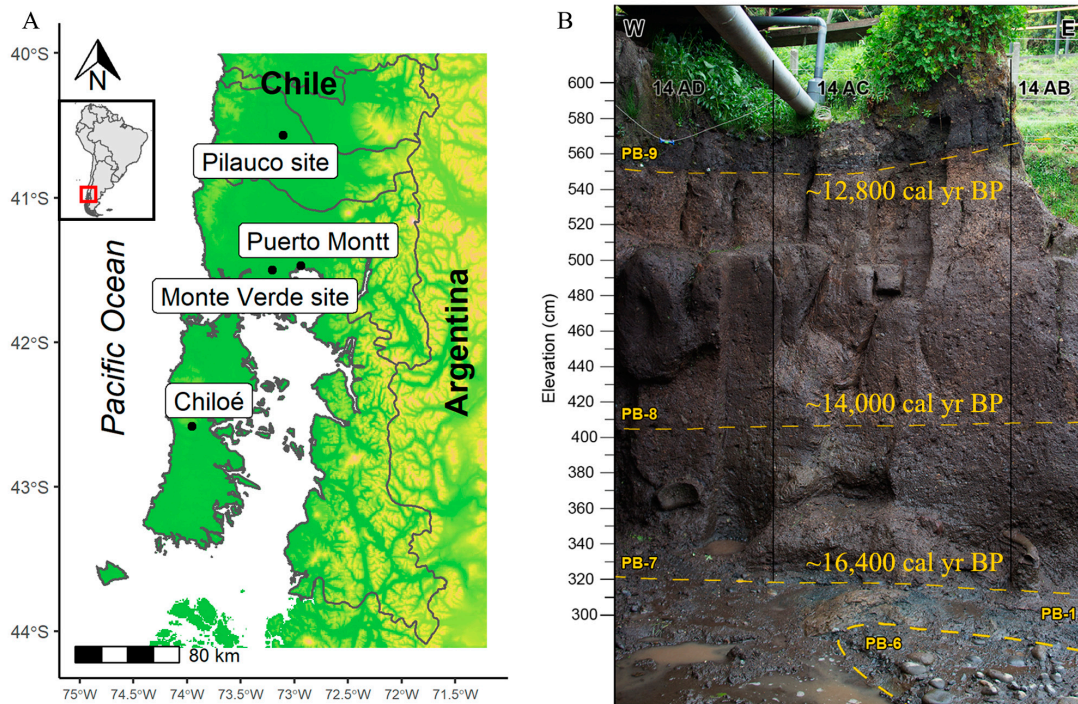 A
40°S
41°S
42°S
43°S
44°S
N
Chile
Pilauco site
Puerto Montt
Monte Verde site
Chiloé
Pacific Ocean
Argentina
80 km
75°W
74.5°W
74°W
73.5°W
73°W
72.5°W
72°W
71.5°W
B
W
E
14 AD
14 AC
14 AB
Elevation (cm)
600
580
560
540
520
500
480
460
440
420
400
380
360
340
320
300
PB-9
~12,800 cal yr BP
~14,000 cal yr BP
PB-8
PB-7
~16,400 cal yr BP
PB-1
PB-6